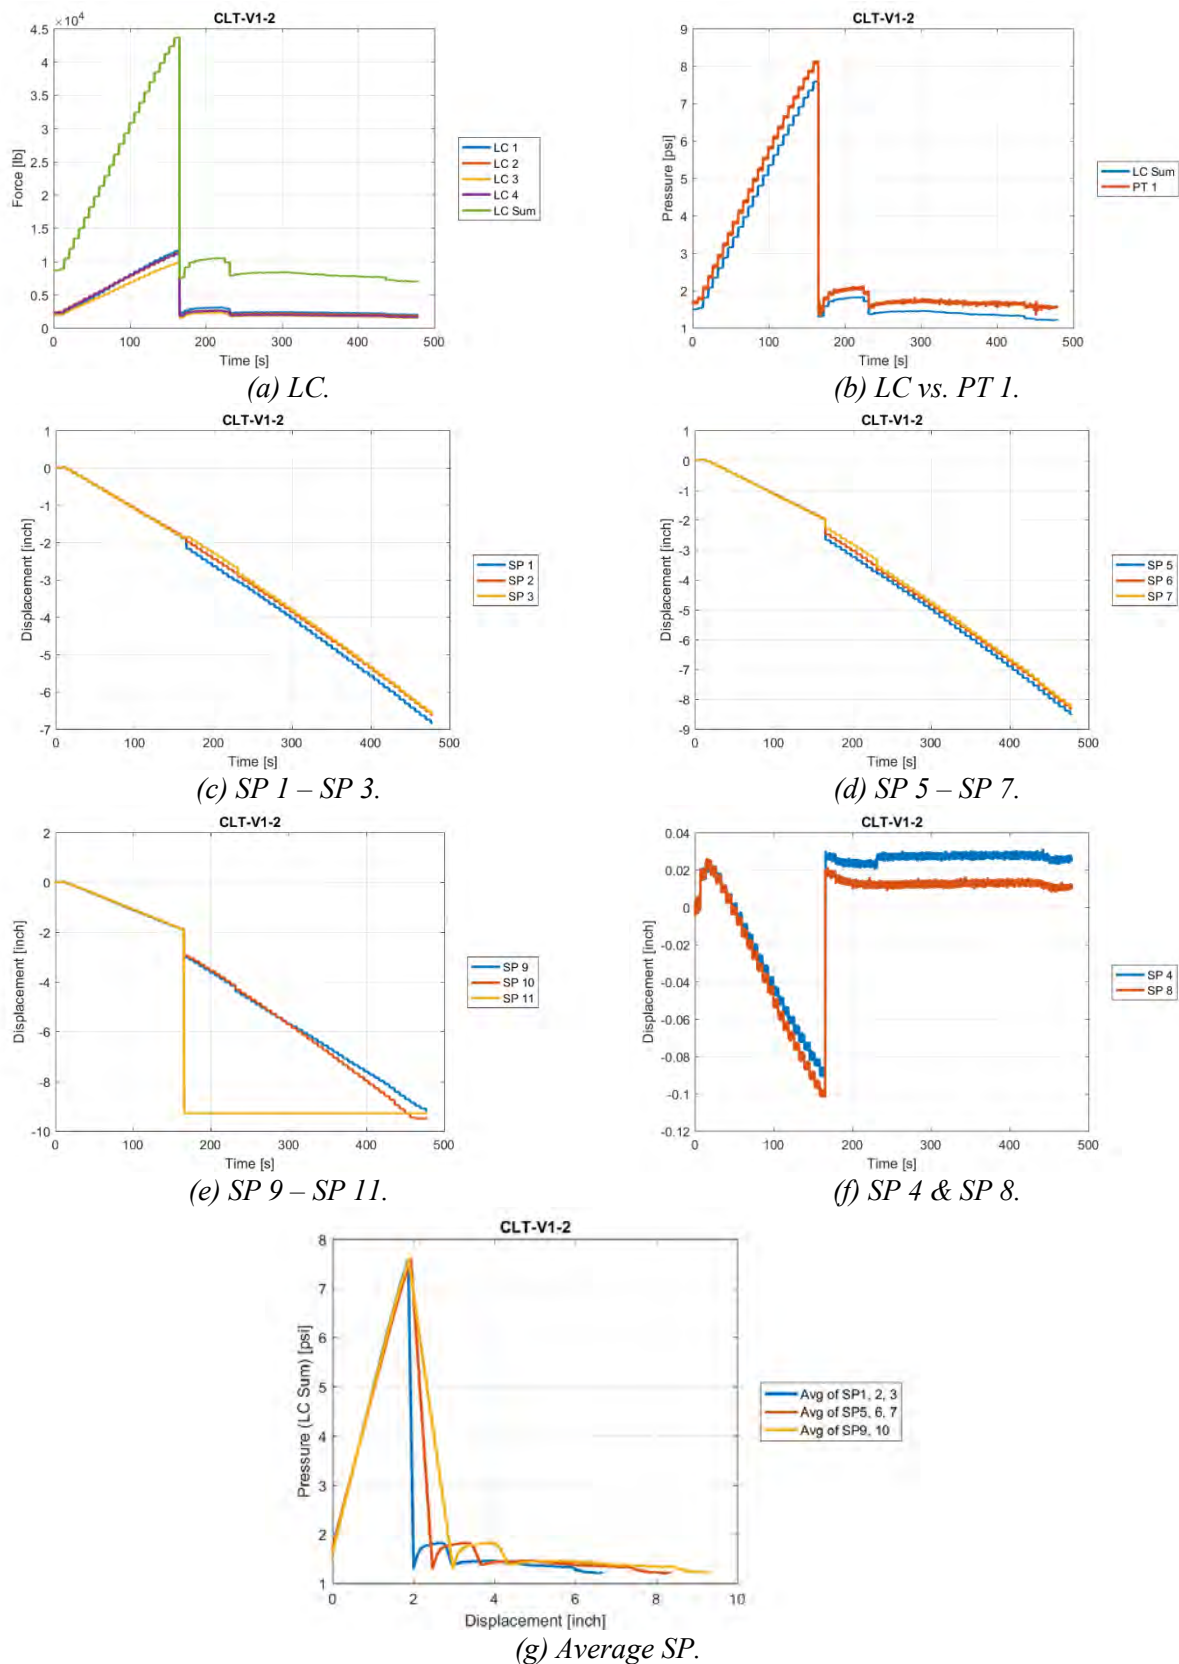 CLT-V1-2
×10⁴
4.5
4
3.5
3
2.5
2
1.5
1
0.5
0
Force [lb]
0 100 200 300 400 500
Time [s]
LC 1
LC 2
LC 3
LC 4
LC Sum
(a) LC.
CLT-V1-2
9
8
7
6
5
4
3
2
1
Pressure [psi]
0 100 200 300 400 500
Time [s]
LC Sum
PT 1
(b) LC vs. PT 1.
CLT-V1-2
1
0
-1
-2
-3
-4
-5
-6
-7
Displacement [inch]
0 100 200 300 400 500
Time [s]
SP 1
SP 2
SP 3
(c) SP 1 – SP 3.
CLT-V1-2
1
0
-1
-2
-3
-4
-5
-6
-7
-8
-9
Displacement [inch]
0 100 200 300 400 500
Time [s]
SP 5
SP 6
SP 7
(d) SP 5 – SP 7.
CLT-V1-2
2
0
-2
-4
-6
-8
-10
Displacement [inch]
0 100 200 300 400 500
Time [s]
SP 9
SP 10
SP 11
(e) SP 9 – SP 11.
CLT-V1-2
0.04
0.02
0
-0.02
-0.04
-0.06
-0.08
-0.1
-0.12
Displacement [inch]
0 100 200 300 400 500
Time [s]
SP 4
SP 8
(f) SP 4 & SP 8.
CLT-V1-2
8
7
6
5
4
3
2
1
Pressure (LC Sum) [psi]
0 2 4 6 8 10
Displacement [inch]
Avg of SP1, 2, 3
Avg of SP5, 6, 7
Avg of SP9, 10
(g) Average SP.